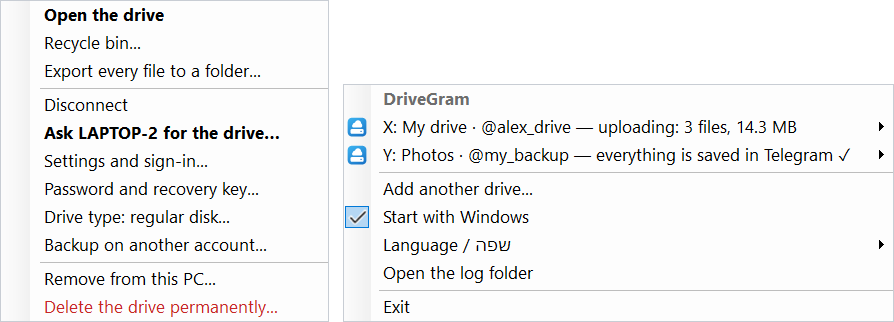 Open the drive
Recycle bin...
Export every file to a folder...
Disconnect
Ask LAPTOP-2 for the drive...
Settings and sign-in...
Password and recovery key...
Drive type: regular disk...
Backup on another account...
Remove from this PC...
Delete the drive permanently...
DriveGram
X: My drive · @alex_drive — uploading: 3 files, 14.3 MB
Y: Photos · @my_backup — everything is saved in Telegram ✓
Add another drive...
Start with Windows
Language / שפה
Open the log folder
Exit